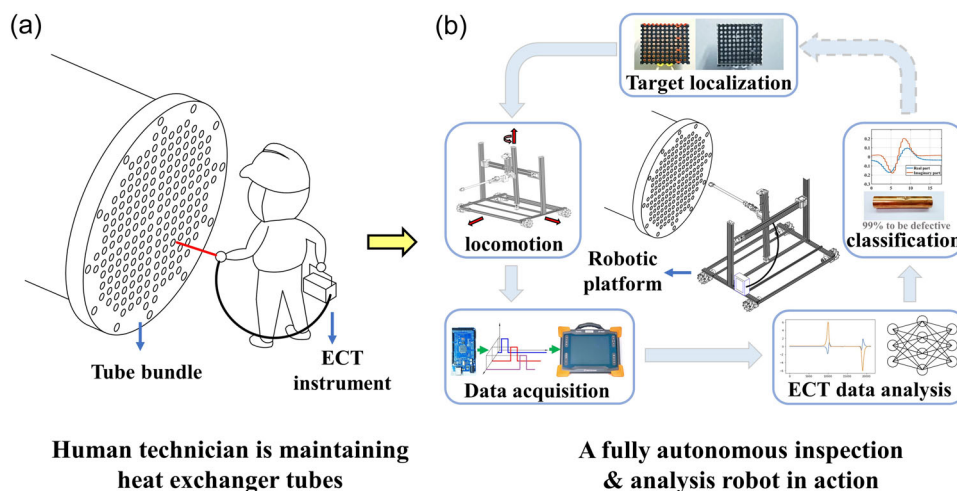 (a)
Tube bundle
ECT
instrument
Human technician is maintaining
heat exchanger tubes
(b)
Target localization
locomotion
Robotic
platform
Data acquisition
ECT data analysis
Real part
Imaginary part
99% to be defective
classification
A fully autonomous inspection
& analysis robot in action